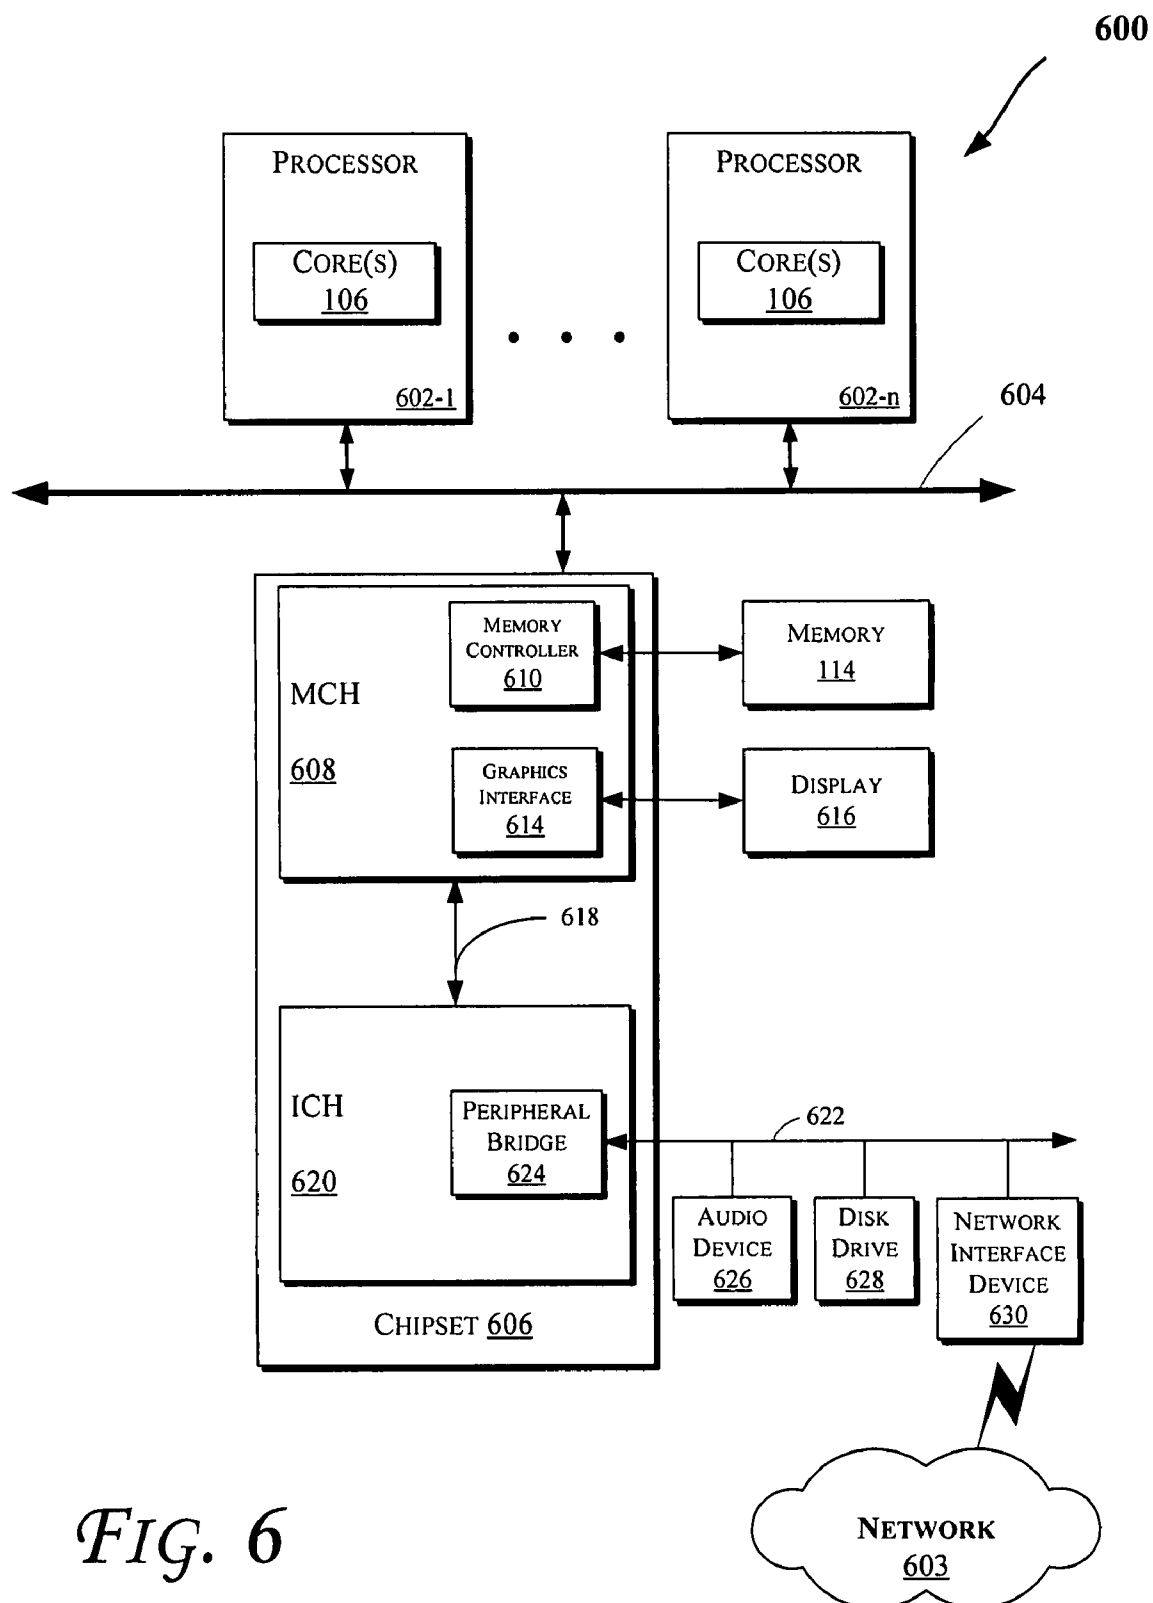 600
PROCESSOR
CORE(S)
106
602-1
PROCESSOR
CORE(S)
106
602-n
604
MCH
608
MEMORY
CONTROLLER
610
GRAPHICS
INTERFACE
614
MEMORY
114
DISPLAY
616
618
ICH
620
PERIPHERAL
BRIDGE
624
622
AUDIO
DEVICE
626
DISK
DRIVE
628
NETWORK
INTERFACE
DEVICE
630
CHIPSET 606
NETWORK
603
FIG. 6